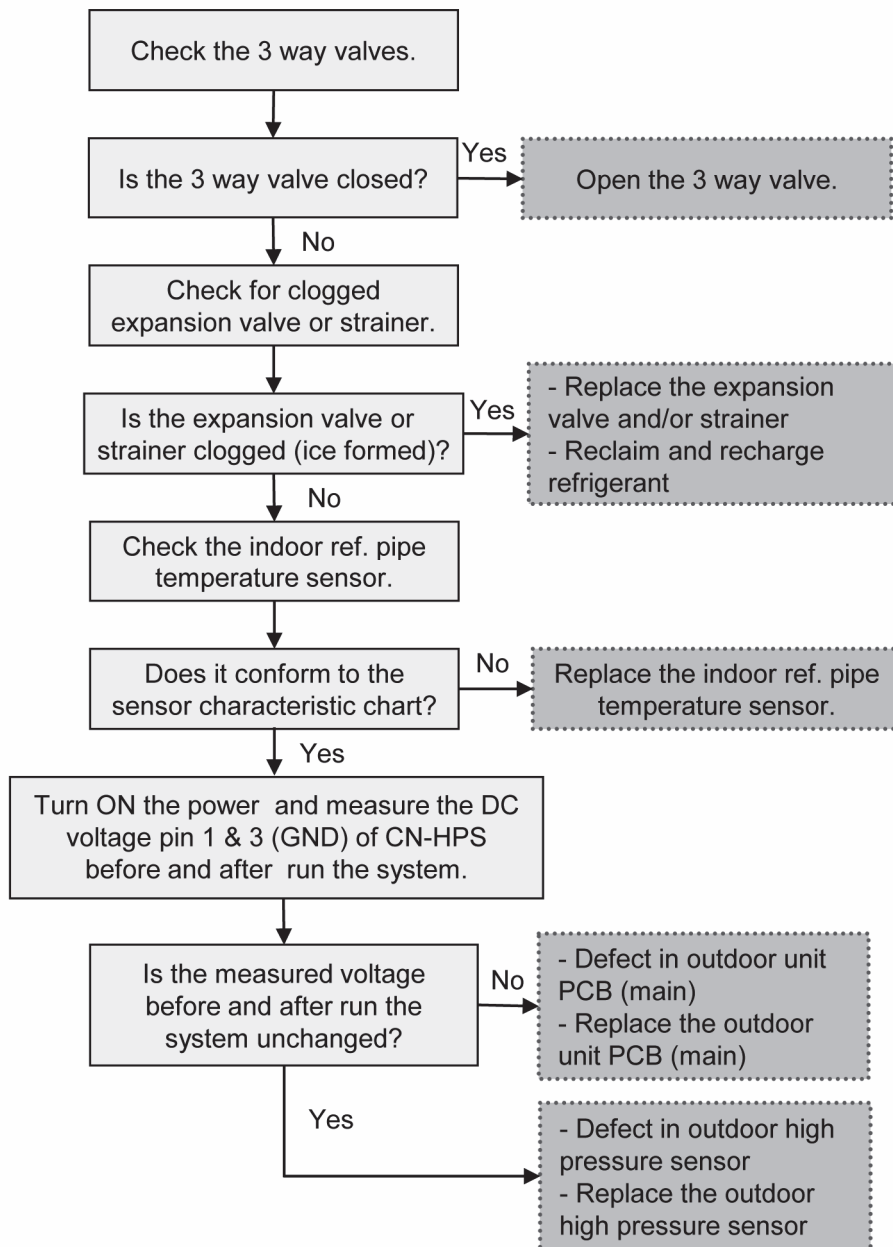 Check the 3 way valves.
Is the 3 way valve closed?
Yes
Open the 3 way valve.
No
Check for clogged
expansion valve or strainer.
Is the expansion valve or
strainer clogged (ice formed)?
Yes
- Replace the expansion
valve and/or strainer
- Reclaim and recharge
refrigerant
No
Check the indoor ref. pipe
temperature sensor.
Does it conform to the
sensor characteristic chart?
No
Replace the indoor ref. pipe
temperature sensor.
Yes
Turn ON the power and measure the DC
voltage pin 1 & 3 (GND) of CN-HPS
before and after run the system.
Is the measured voltage
before and after run the
system unchanged?
No
- Defect in outdoor unit
PCB (main)
- Replace the outdoor
unit PCB (main)
Yes
- Defect in outdoor high
pressure sensor
- Replace the outdoor
high pressure sensor